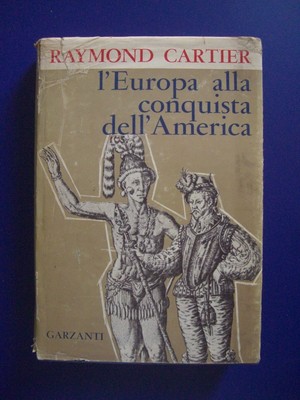 RAYMOND CARTIER
l'Europa alla
conquista
dell'America
GARZANTI